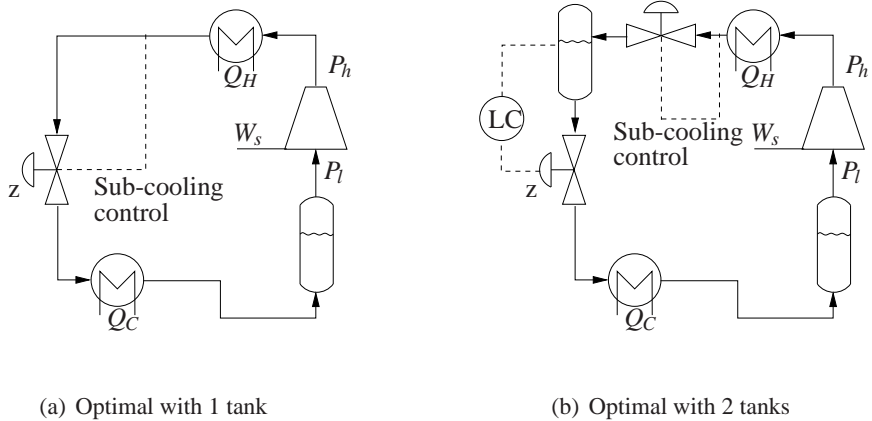 Q_H
P_h
W_s
P_l
z
Sub-cooling
control
Q_C
(a) Optimal with 1 tank
Q_H
P_h
LC
Sub-cooling
control
W_s
P_l
z
Q_C
(b) Optimal with 2 tanks